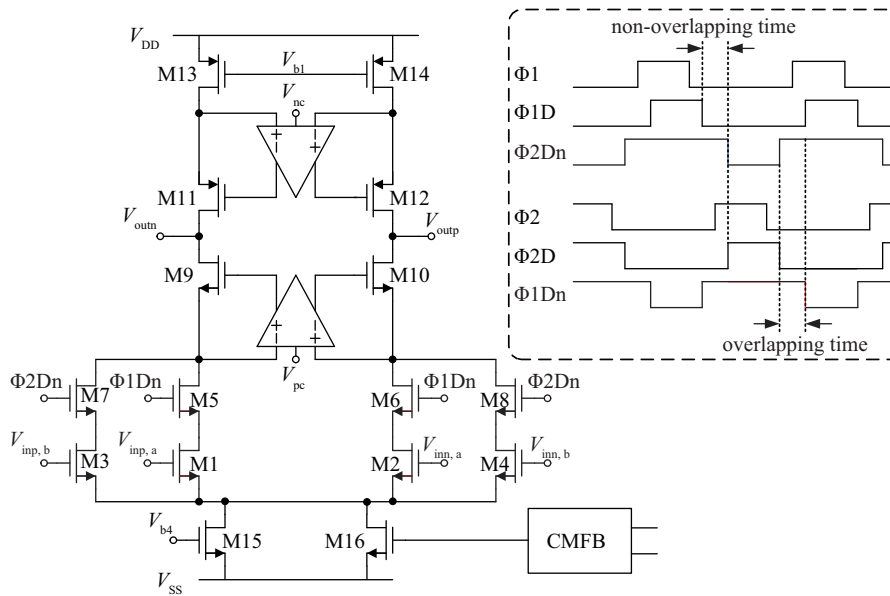 V_DD
M13
V_b1
M14
V_nc
+
+
M11
M12
V_outn
V_outp
M9
M10
+
+
V_pc
Φ2Dn
Φ1Dn
Φ1Dn
Φ2Dn
M7
M5
M6
M8
V_inp, b
V_inp, a
V_inn, a
V_inn, b
M3
M1
M2
M4
V_b4
M15
M16
CMFB
V_SS
non-overlapping time
Φ1
Φ1D
Φ2Dn
Φ2
Φ2D
Φ1Dn
overlapping time